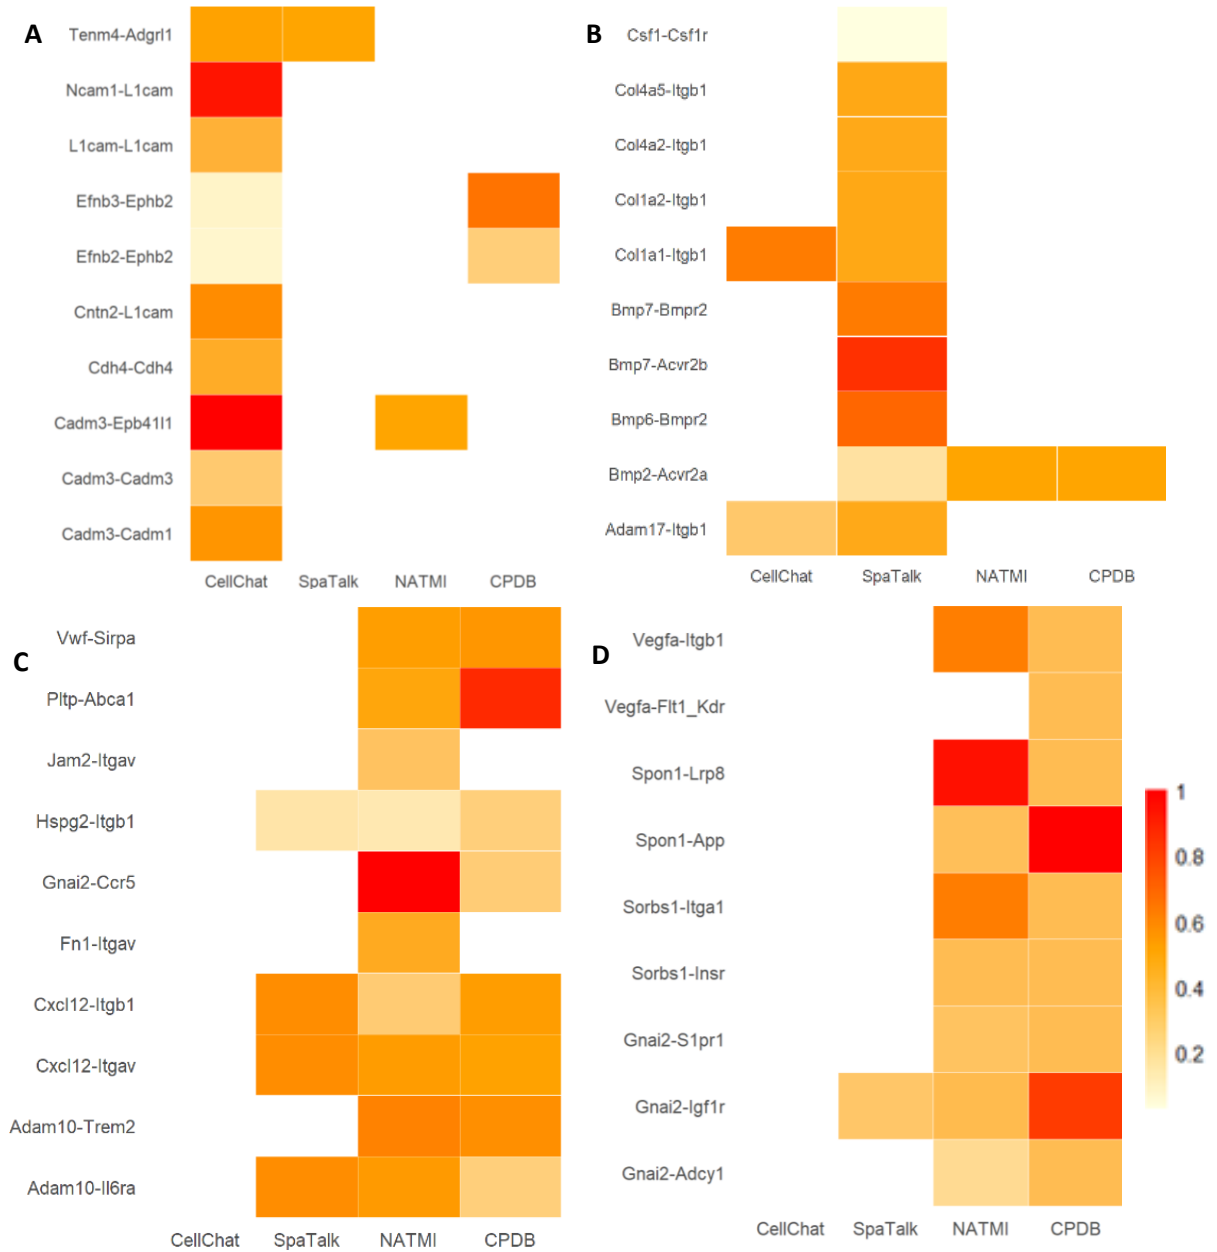 A
Tenm4-Adgrl1
Ncam1-L1cam
L1cam-L1cam
Efnb3-Ephb2
Efnb2-Ephb2
Cntn2-L1cam
Cdh4-Cdh4
Cadm3-Epb41l1
Cadm3-Cadm3
Cadm3-Cadm1
CellChat SpaTalk NATMI CPDB
B
Csf1-Csf1r
Col4a5-Itgb1
Col4a2-Itgb1
Col1a2-Itgb1
Col1a1-Itgb1
Bmp7-Bmpr2
Bmp7-Acvr2b
Bmp6-Bmpr2
Bmp2-Acvr2a
Adam17-Itgb1
CellChat SpaTalk NATMI CPDB
C
Vwf-Sirpa
Pltp-Abca1
Jam2-Itgav
Hspg2-Itgb1
Gnai2-Ccr5
Fn1-Itgav
Cxcl12-Itgb1
Cxcl12-Itgav
Adam10-Trem2
Adam10-Il6ra
CellChat SpaTalk NATMI CPDB
D
Vegfa-Itgb1
Vegfa-Flt1_Kdr
Spon1-Lrp8
Spon1-App
Sorbs1-Itga1
Sorbs1-Insr
Gnai2-S1pr1
Gnai2-Igf1r
Gnai2-Adcy1
CellChat SpaTalk NATMI CPDB
1
0.8
0.6
0.4
0.2